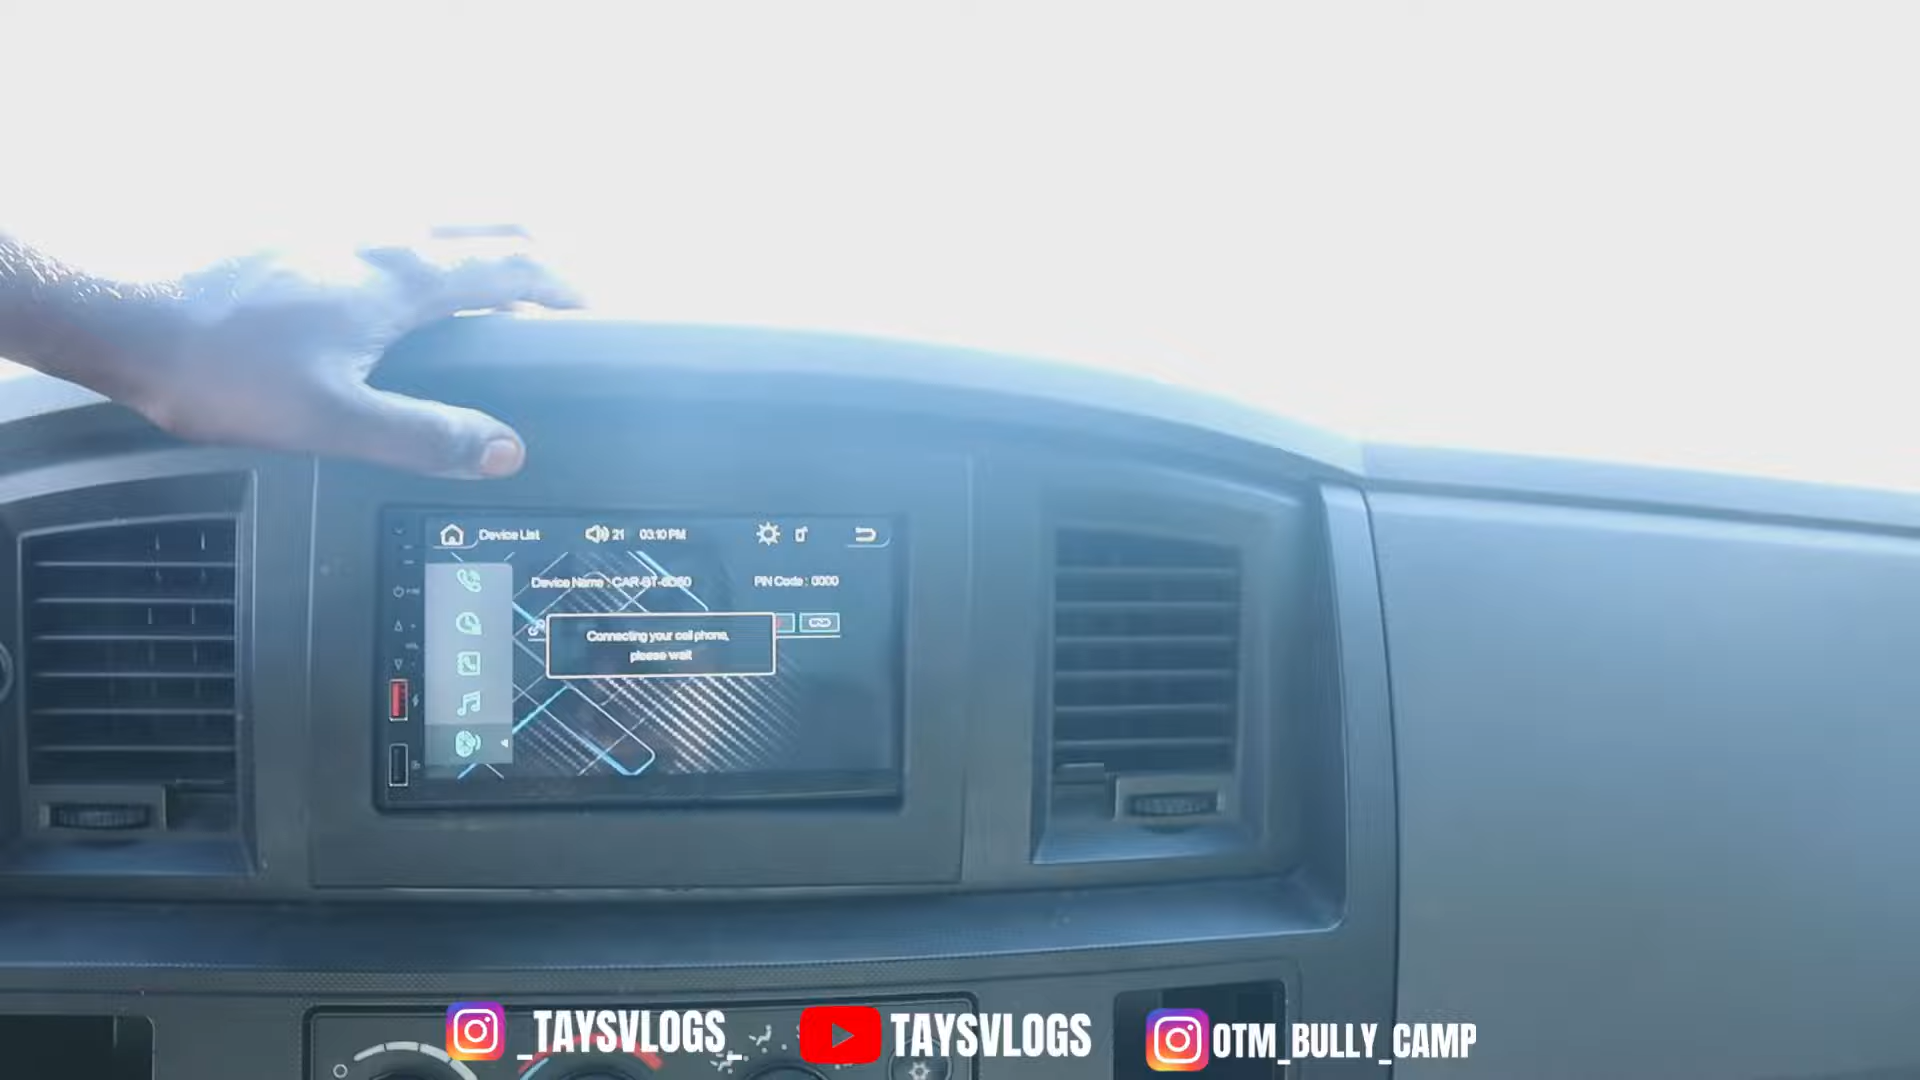 Device List
21
03:10 PM
Device Name : CAR-BT-6D60
PIN Code : 0000
Connecting your cell phone,
please wait
_TAYSVLOGS_
TAYSVLOGS
OTM_BULLY_CAMP